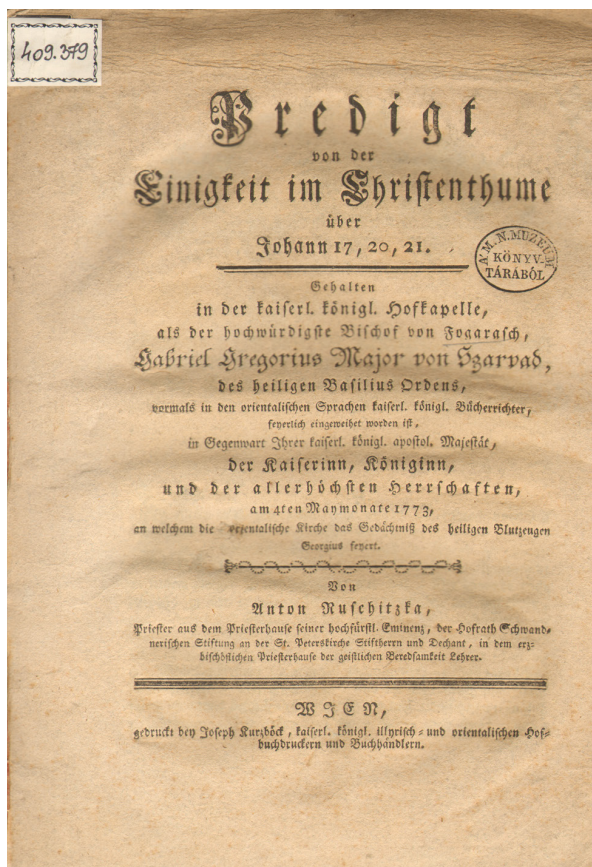 409.379
Predigt
von der
Einigkeit im Christenthume
über
Johann 17, 20, 21.
A' M. N. MUZEUM
KÖNYV-
TÁRÁBÓL
Gehalten
in der kaiserl. königl. Hofkapelle,
als der hochwürdigste Bischof von Fogarasch,
Gabriel Gregorius Major von Szarvad,
des heiligen Basilius Ordens,
vormals in den orientalischen Sprachen kaiserl. königl. Bücherrichter,
feyerlich eingeweihet worden ist,
in Gegenwart Ihrer kaiserl. königl. apostol. Majestät,
der Kaiserinn, Königinn,
und der allerhöchsten Herrschaften,
am 4ten Maymonate 1773,
an welchem die orientalische Kirche das Gedächtniß des heiligen Blutzeugen
Georgius feyert.
Von
Anton Ruschitzka,
Priester aus dem Priesterhause seiner hochfürstl. Eminenz, der Hofrath Schwand-
nerischen Stiftung an der St. Peterskirche Stiftherrn und Dechant, in dem erz-
bischöflichen Priesterhause der geistlichen Beredsamkeit Lehrer.
WIEN,
gedruckt bey Joseph Kurzböck, kaiserl. königl. illyrisch- und orientalischen Hof-
buchdruckern und Buchhändlern.